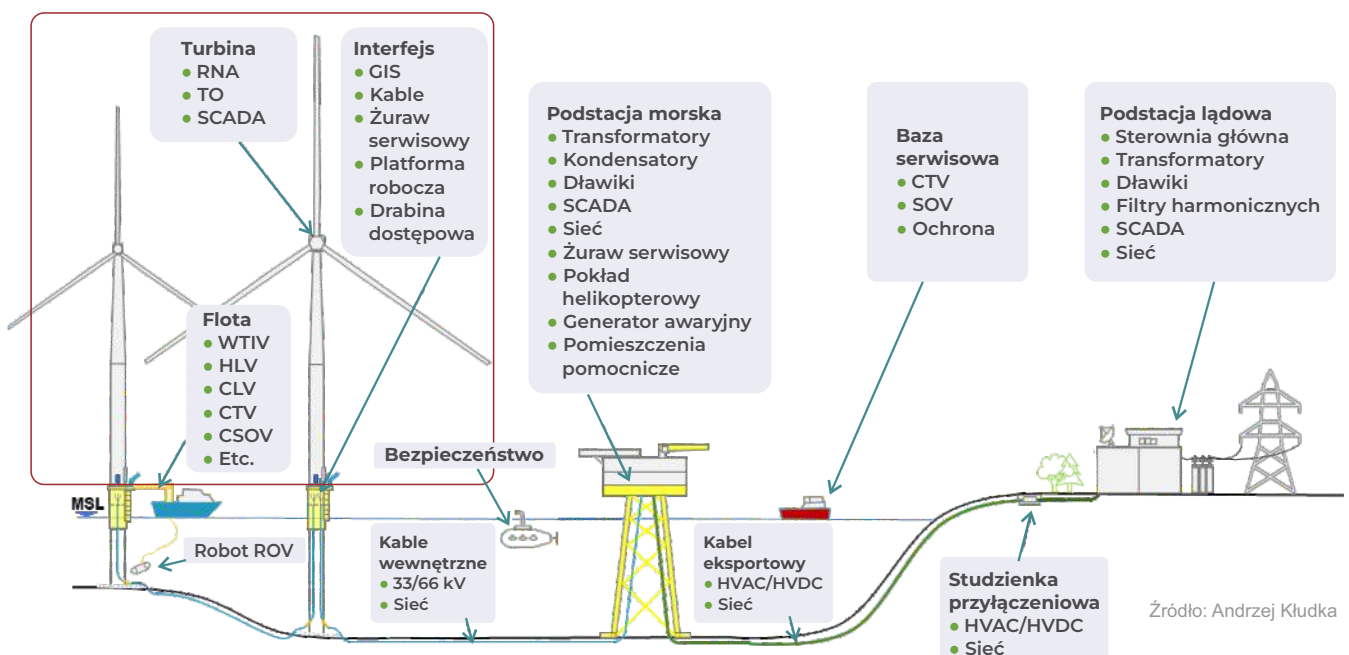 Turbina
RNA
TO
SCADA
Interfejs
GIS
Kable
Żuraw
serwisowy
Platforma
robocza
Drabina
dostępowa
Podstacja morska
Transformatory
Kondensatory
Dławiki
SCADA
Sieć
Żuraw serwisowy
Pokład
helikopterowy
Generator awaryjny
Pomieszczenia
pomocnicze
Baza
serwisowa
CTV
SOV
Ochrona
Podstacja lądowa
Sterownia główna
Transformatory
Dławiki
Filtry harmonicznych
SCADA
Sieć
Flota
WTIV
HLV
CLV
CTV
CSOV
Etc.
Bezpieczeństwo
MSL
Robot ROV
Kable
wewnętrzne
33/66 kV
Sieć
Kabel
eksportowy
HVAC/HVDC
Sieć
Studzienka
przyłączeniowa
HVAC/HVDC
Sieć
Źródło: Andrzej Kłudka